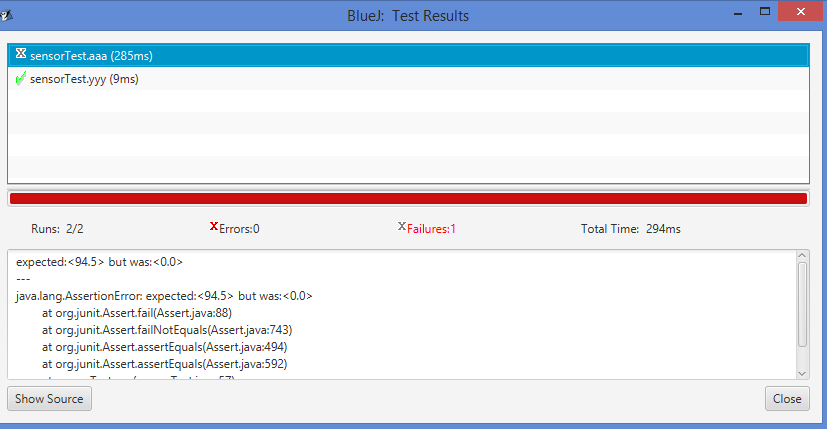 BlueJ: Test Results
sensorTest.aaa (285ms)
sensorTest.yyy (9ms)
Runs: 2/2
Errors:0
Failures:1
Total Time: 294ms
expected:<94.5> but was:<0.0>
---
java.lang.AssertionError: expected:<94.5> but was:<0.0>
at org.junit.Assert.fail(Assert.java:88)
at org.junit.Assert.failNotEquals(Assert.java:743)
at org.junit.Assert.assertEquals(Assert.java:494)
at org.junit.Assert.assertEquals(Assert.java:592)
Show Source
Close